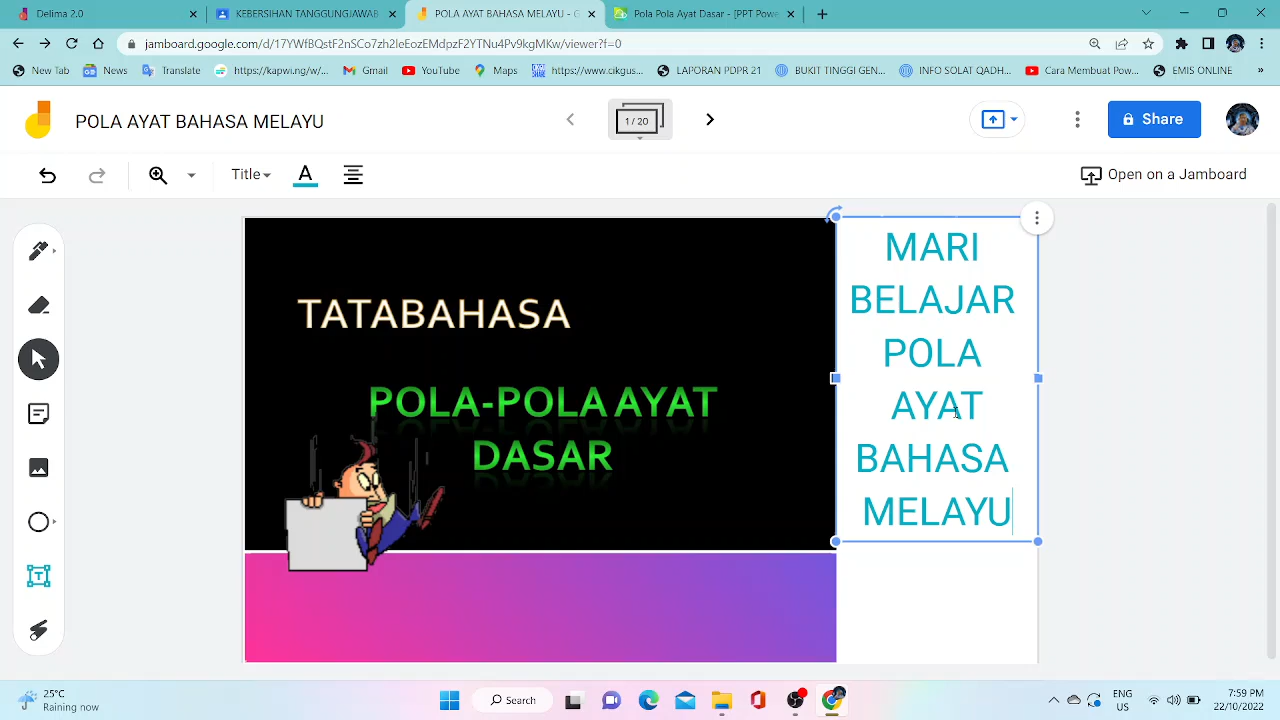 Delima 2.0
KEBERSIHAN TANGGUNGJAWAB
POLA AYAT BAHASA MELAYU - G
Pola Pola Ayat Dasar - [PPT Powe
jamboard.google.com/d/17YWfBQstF2nSCo7zh2leEozEMdpzF2YTNu4Pv9kgMKw/viewer?f=0
New Tab
News
Translate
https://kapwing.ng/...
Gmail
YouTube
Maps
https://www.cikgus...
LAPORAN PDPR 21
BUKIT TINGGI GEN...
INFO SOLAT QADH...
Cara Membuat Pow...
EMIS ONLINE
»
POLA AYAT BAHASA MELAYU
1 / 20
Share
Title
A
Open on a Jamboard
TATABAHASA
POLA-POLA AYAT
DASAR
MARI
BELAJAR
POLA
AYAT
BAHASA
MELAYU
25°C
Raining now
Search
ENG
US
7:59 PM
22/10/2022